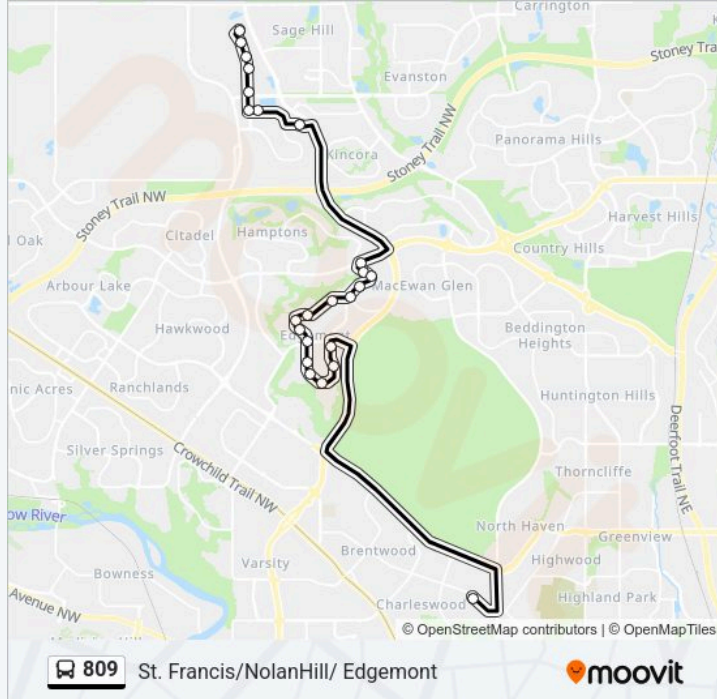 Carrington
Sage Hill
Stoney Trail
Evanston
Panorama Hills
Kincora
Stoney Trail NW
Stoney Trail NW
Harvest Hills
Citadel
Hamptons
l Oak
Country Hills
Arbour Lake
MacEwan Glen
Hawkwood
Beddington
Heights
nic Acres
Ranchlands
Huntington Hills
Deerfoot Trail NE
Silver Springs
Crowchild Trail NW
Thorncliffe
ow River
North Haven
Greenview
Brentwood
Highwood
Bowness
Varsity
Charleswood
Highland Park
Avenue NW
© OpenStreetMap contributors | © OpenMapTiles
809 St. Francis/NolanHill/ Edgemont
moovit